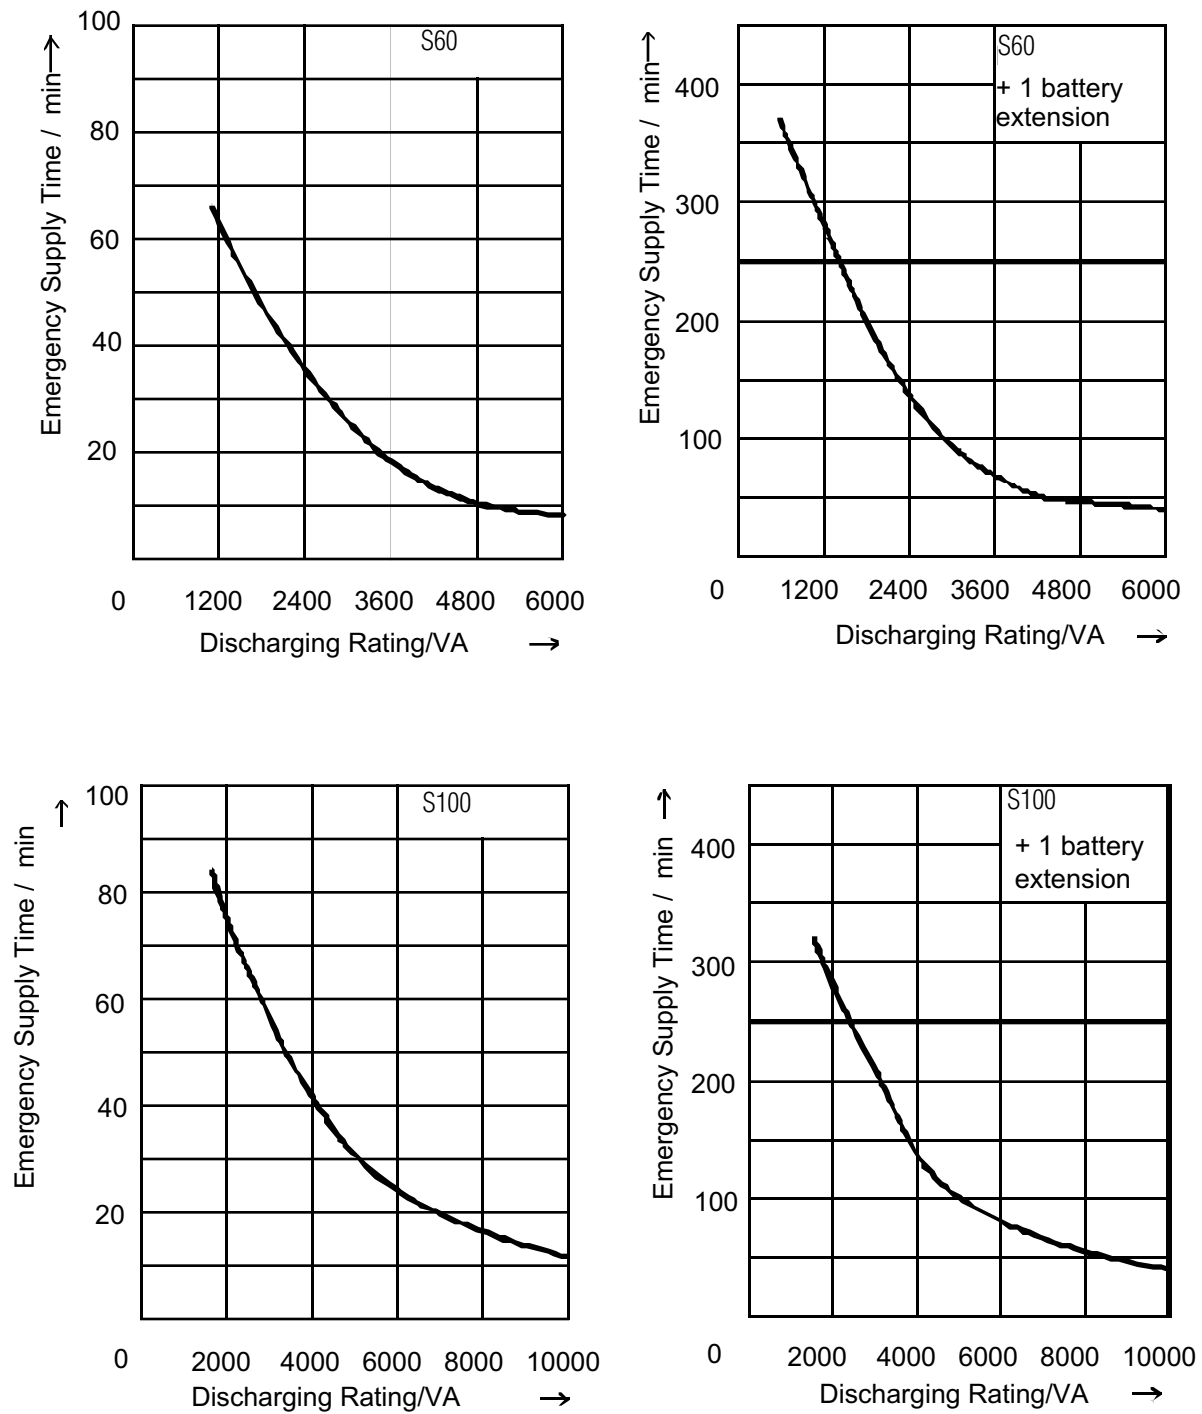 S60
100
80
60
40
20
0 1200 2400 3600 4800 6000
Emergency Supply Time / min
Discharging Rating/VA
S60
+ 1 battery
extension
400
300
200
100
0 1200 2400 3600 4800 6000
Emergency Supply Time / min
Discharging Rating/VA
S100
100
80
60
40
20
0 2000 4000 6000 8000 10000
Emergency Supply Time / min
Discharging Rating/VA
S100
+ 1 battery
extension
400
300
200
100
0 2000 4000 6000 8000 10000
Emergency Supply Time / min
Discharging Rating/VA